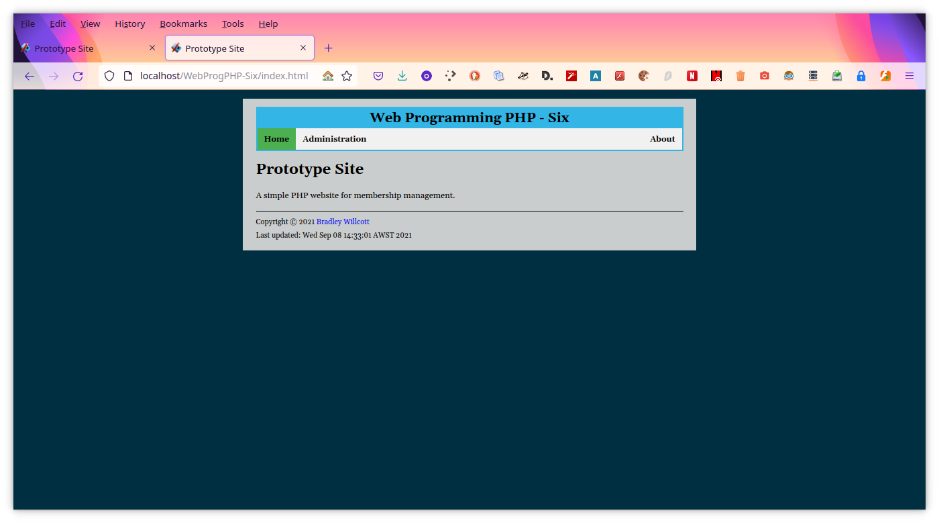 File Edit View History Bookmarks Tools Help
Prototype Site Prototype Site
localhost/WebProgPHP-Six/index.html
Web Programming PHP - Six
Home Administration About
Prototype Site
A simple PHP website for membership management.
Copyright © 2021 Bradley Willcott
Last updated: Wed Sep 08 14:33:01 AWST 2021